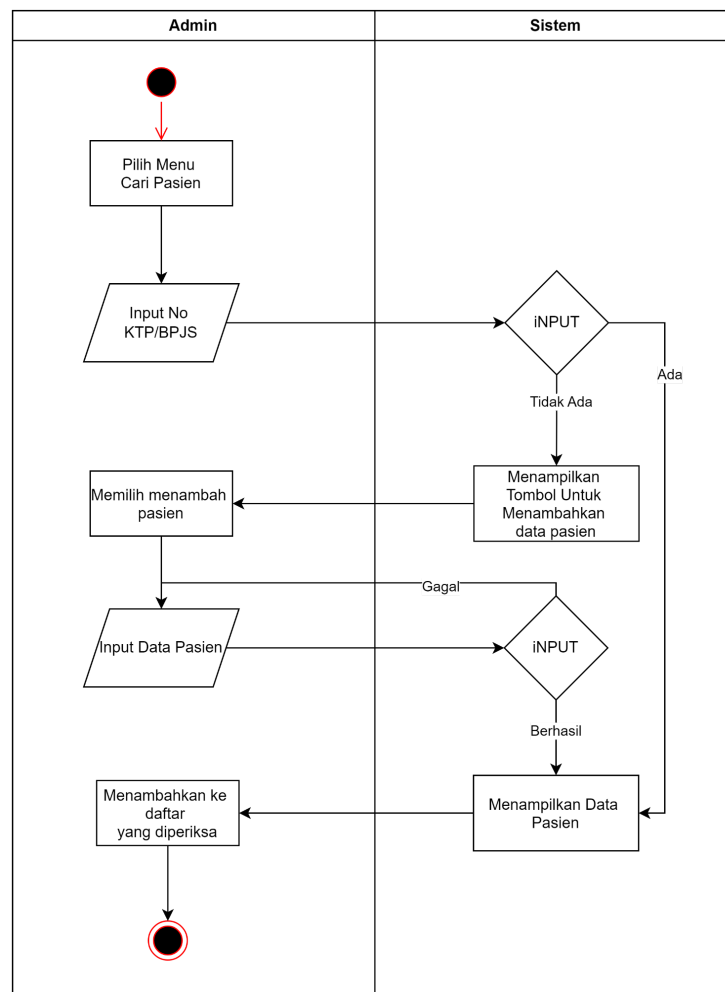 Admin
Sistem
Pilih Menu
Cari Pasien
Input No
KTP/BPJS
iNPUT
Ada
Tidak Ada
Menampilkan
Tombol Untuk
Menambahkan
data pasien
Memilih menambah
pasien
Gagal
Input Data Pasien
iNPUT
Berhasil
Menampilkan Data
Pasien
Menambahkan ke
daftar
yang diperiksa